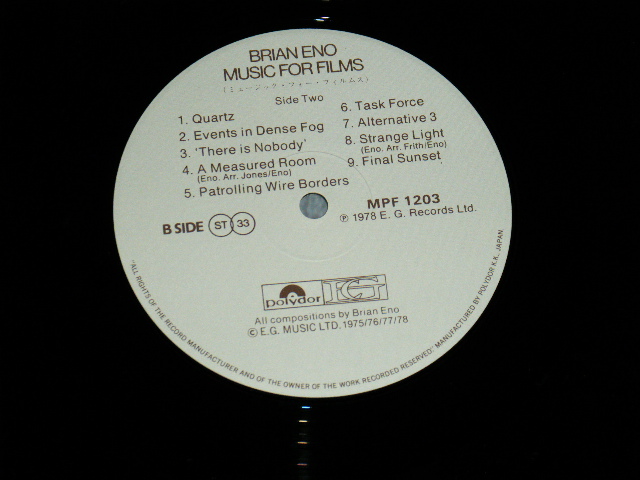 BRIAN ENO
MUSIC FOR FILMS
(ミュージック・フォー・フィルムス)
Side Two
1. Quartz
2. Events in Dense Fog
3. 'There is Nobody'
4. A Measured Room
(Eno. Arr. Jones/Eno)
5. Patrolling Wire Borders
6. Task Force
7. Alternative 3
8. Strange Light
(Eno. Arr. Frith/Eno)
9. Final Sunset
B SIDE ST 33
MPF 1203
Ⓟ 1978 E. G. Records Ltd.
polydor EG
All compositions by Brian Eno
© E.G. MUSIC LTD. 1975/76/77/78
"ALL RIGHTS OF THE RECORD MANUFACTURER AND OF THE OWNER OF THE WORK RECORDED RESERVED." MANUFACTURED BY POLYDOR K.K., JAPAN